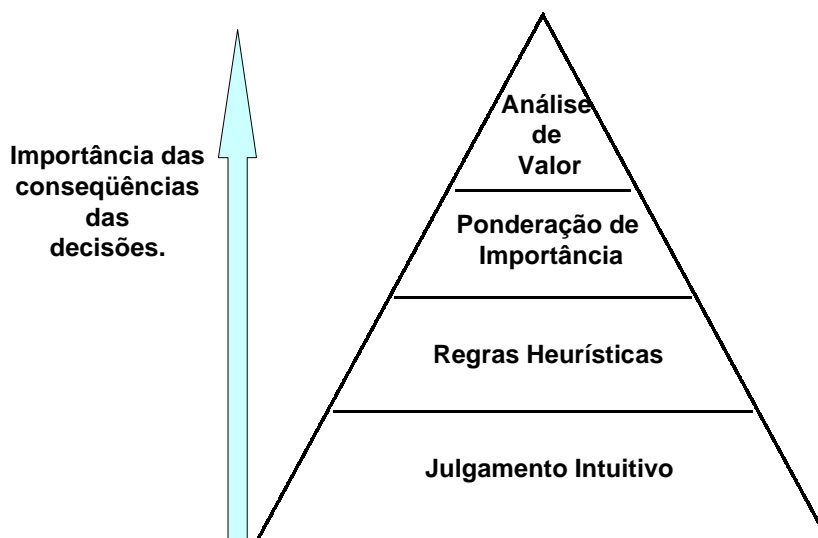 Importância das
conseqüências
das
decisões.
Análise
de
Valor
Ponderação de
Importância
Regras Heurísticas
Julgamento Intuitivo